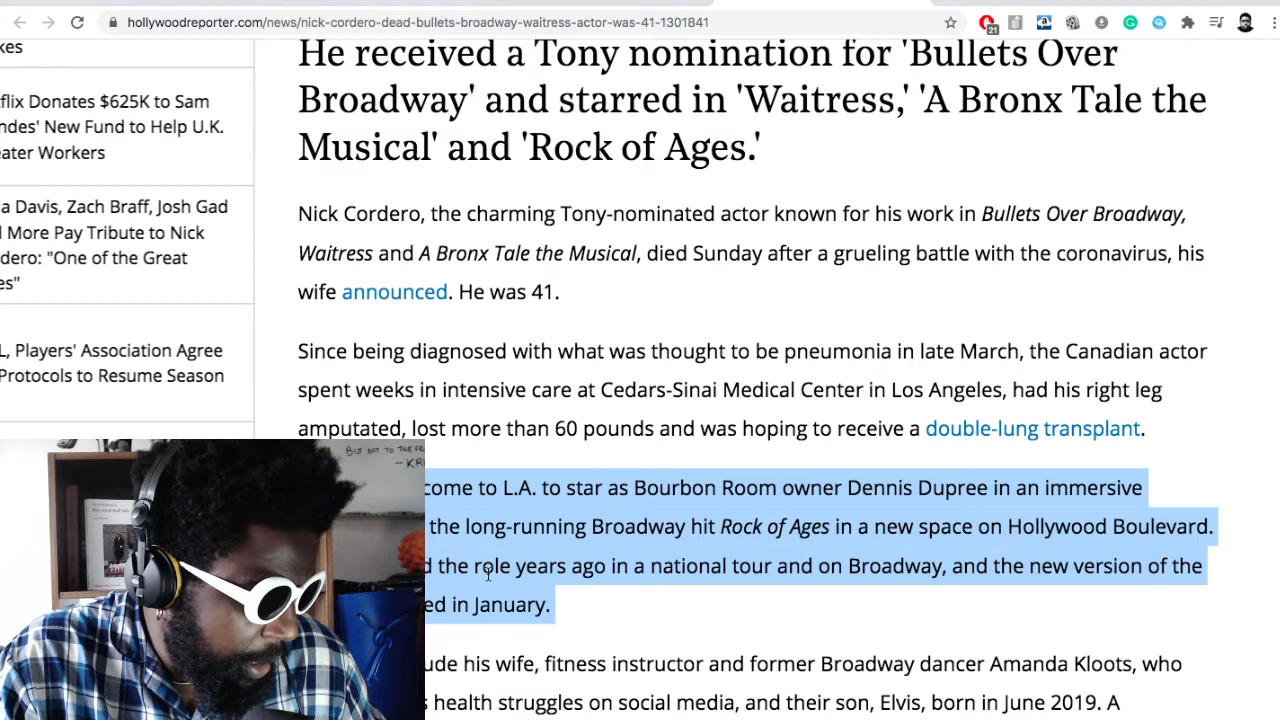 hollywoodreporter.com/news/nick-cordero-dead-bullets-broadway-waitress-actor-was-41-1301841
21
kes
flix Donates $625K to Sam
ndes' New Fund to Help U.K.
eater Workers
a Davis, Zach Braff, Josh Gad
d More Pay Tribute to Nick
dero: "One of the Great
es"
L, Players' Association Agree
Protocols to Resume Season
He received a Tony nomination for 'Bullets Over
Broadway' and starred in 'Waitress,' 'A Bronx Tale the
Musical' and 'Rock of Ages.'
Nick Cordero, the charming Tony-nominated actor known for his work in Bullets Over Broadway,
Waitress and A Bronx Tale the Musical, died Sunday after a grueling battle with the coronavirus, his
wife announced. He was 41.
Since being diagnosed with what was thought to be pneumonia in late March, the Canadian actor
spent weeks in intensive care at Cedars-Sinai Medical Center in Los Angeles, had his right leg
amputated, lost more than 60 pounds and was hoping to receive a double-lung transplant.
come to L.A. to star as Bourbon Room owner Dennis Dupree in an immersive
the long-running Broadway hit Rock of Ages in a new space on Hollywood Boulevard.
d the role years ago in a national tour and on Broadway, and the new version of the
ed in January.
ude his wife, fitness instructor and former Broadway dancer Amanda Kloots, who
s health struggles on social media, and their son, Elvis, born in June 2019. A
BUT NOT TO THE
— KR